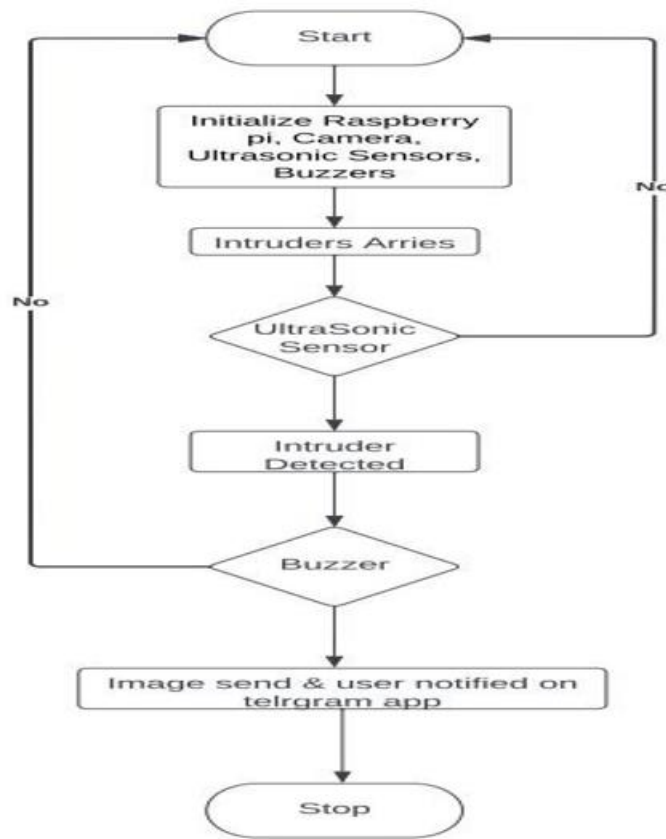 Start
Initialize Raspberry
pi, Camera,
Ultrasonic Sensors,
Buzzers
No
Intruders Arries
No
UltraSonic
Sensor
Intruder
Detected
Buzzer
Image send & user notified on
telrgram app
Stop